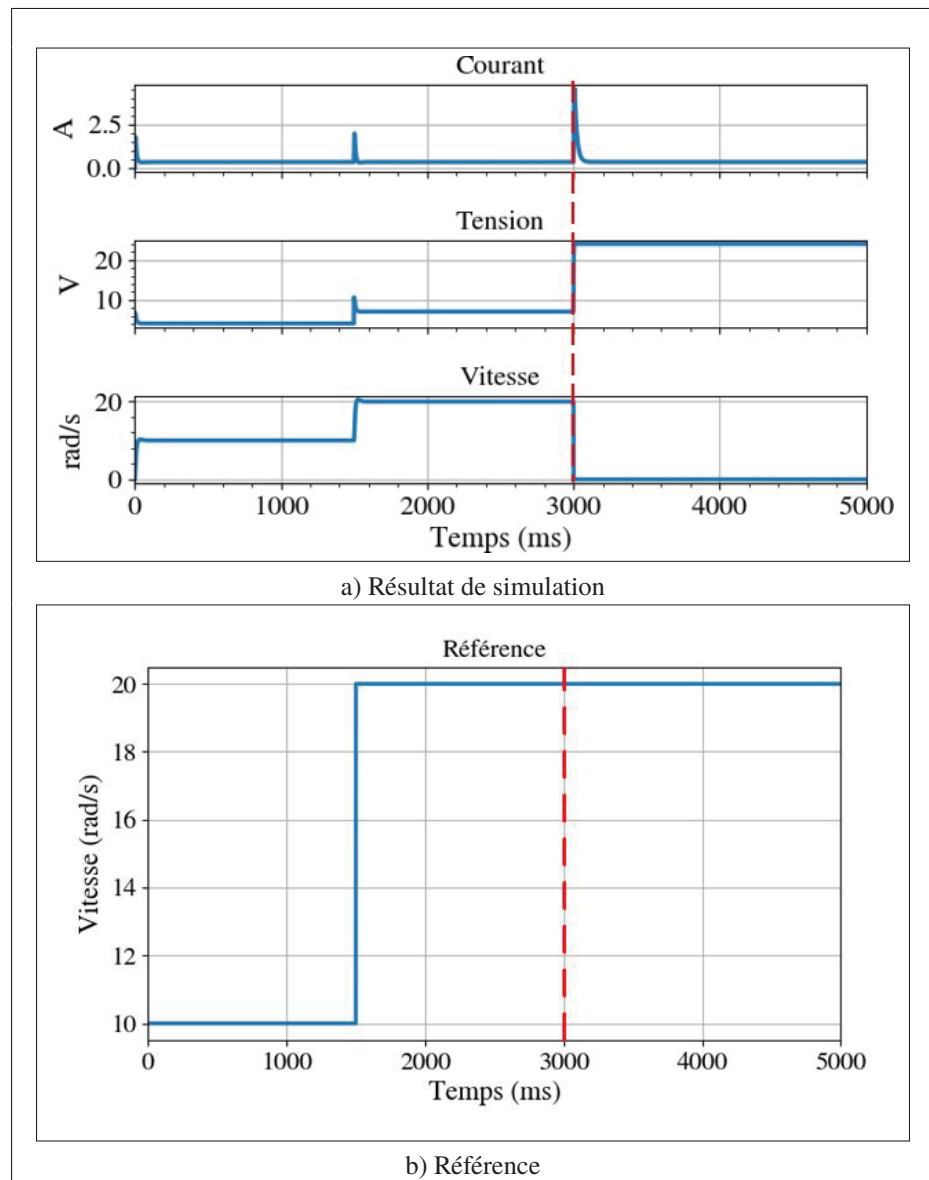 Courant
A
2.5
0.0
Tension
V
20
10
Vitesse
rad/s
20
0
0 1000 2000 3000 4000 5000
Temps (ms)
a) Résultat de simulation
Référence
Vitesse (rad/s)
20
18
16
14
12
10
0 1000 2000 3000 4000 5000
Temps (ms)
b) Référence